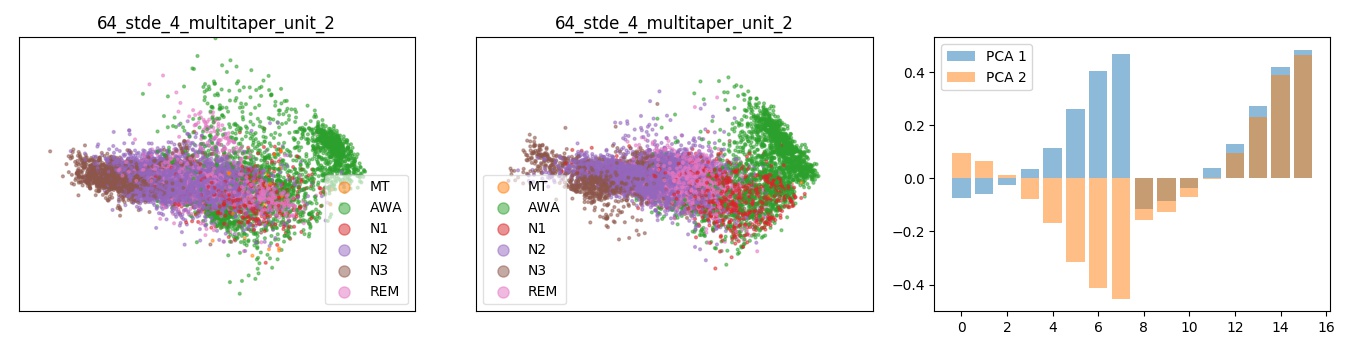 64_stde_4_multitaper_unit_2
MT
AWA
N1
N2
N3
REM
64_stde_4_multitaper_unit_2
MT
AWA
N1
N2
N3
REM
PCA 1
PCA 2
0.4
0.2
0.0
−0.2
−0.4
0 2 4 6 8 10 12 14 16